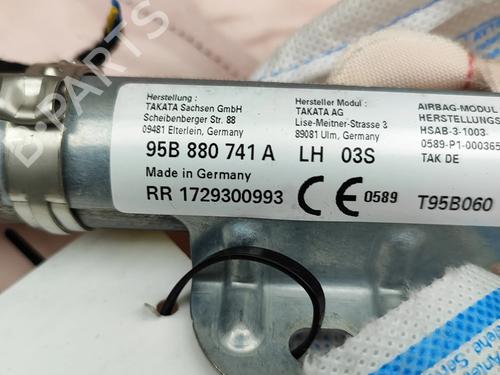 B-PARTS
Herstellung :
TAKATA Sachsen GmbH
Scheibenberger Str. 88
09481 Elterlein, Germany
Hersteller Modul :
TAKATA AG
Lise-Meitner-Strasse 3
89081 Ulm, Germany
AIRBAG-MODUL
HERSTELLUNGS
HSAB-3-1003-
0589-P1-000365
TAK DE
95B 880 741 A LH 03S
Made in Germany
RR 1729300993
CE 0589
T95B060